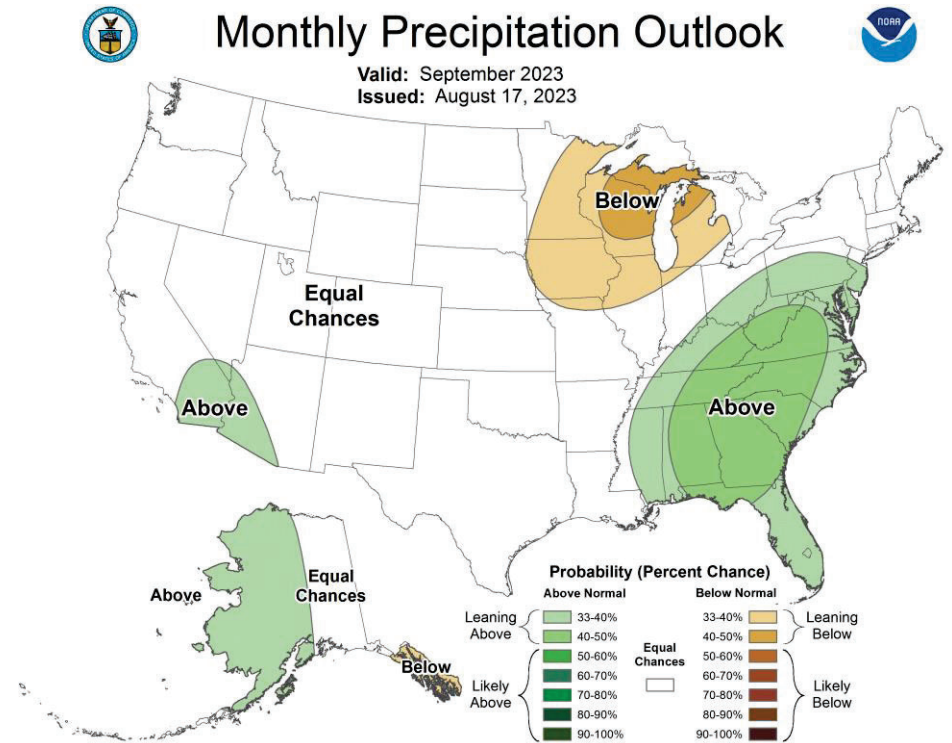 Monthly Precipitation Outlook
NOAA
Valid: September 2023
Issued: August 17, 2023
Below
Equal
Chances
Above
Above
Above
Equal
Chances
Below
Probability (Percent Chance)
Above Normal
Below Normal
Leaning
Above
33-40%
40-50%
Likely
Above
50-60%
60-70%
70-80%
80-90%
90-100%
Equal
Chances
33-40%
40-50%
Leaning
Below
50-60%
60-70%
70-80%
80-90%
90-100%
Likely
Below